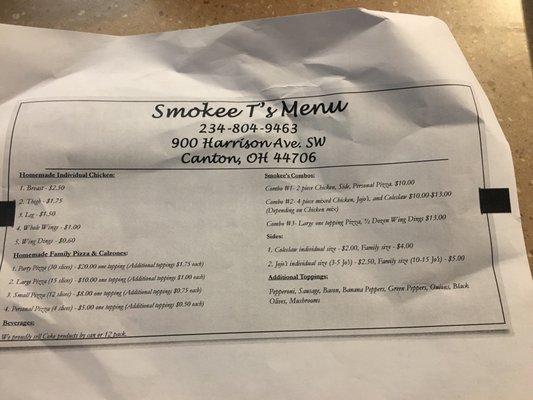 Smokee T's Menu
234-804-9463
900 Harrison Ave. SW
Canton, OH 44706
Homemade Individual Chicken:
1. Breast - $2.50
2. Thigh - $1.75
3. Leg - $1.50
4. Whole Wings - $1.00
5. Wing Dings - $0.60
Homemade Family Pizza & Calzones:
1. Party Pizza (30 slices) - $20.00 one topping (Additional toppings $1.75 each)
2. Large Pizza (15 slices) - $10.00 one topping (Additional toppings $1.00 each)
3. Small Pizza (12 slices) - $8.00 one topping (Additional toppings $0.75 each)
4. Personal Pizza (4 slices) - $5.00 one topping (Additional toppings $0.50 each)
Beverages:
We proudly sell Coke products by can or 12 pack.
Smokee's Combos:
Combo #1- 2 piece Chicken, Side, Personal Pizza, $10.00
Combo #2- 4 piece mixed Chicken, Jojo's, and Coleslaw $10.00-$13.00
(Depending on Chicken mix)
Combo #3- Large one topping Pizza, ½ Dozen Wing Dings $13.00
Sides:
1. Coleslaw individual size - $2.00, Family size - $4.00
2. Jojo's individual size (3-5 Jo's) - $2.50, Family size (10-15 Jo's) - $5.00
Additional Toppings:
Pepperoni, Sausage, Bacon, Banana Peppers, Green Peppers, Onions, Black
Olives, Mushrooms